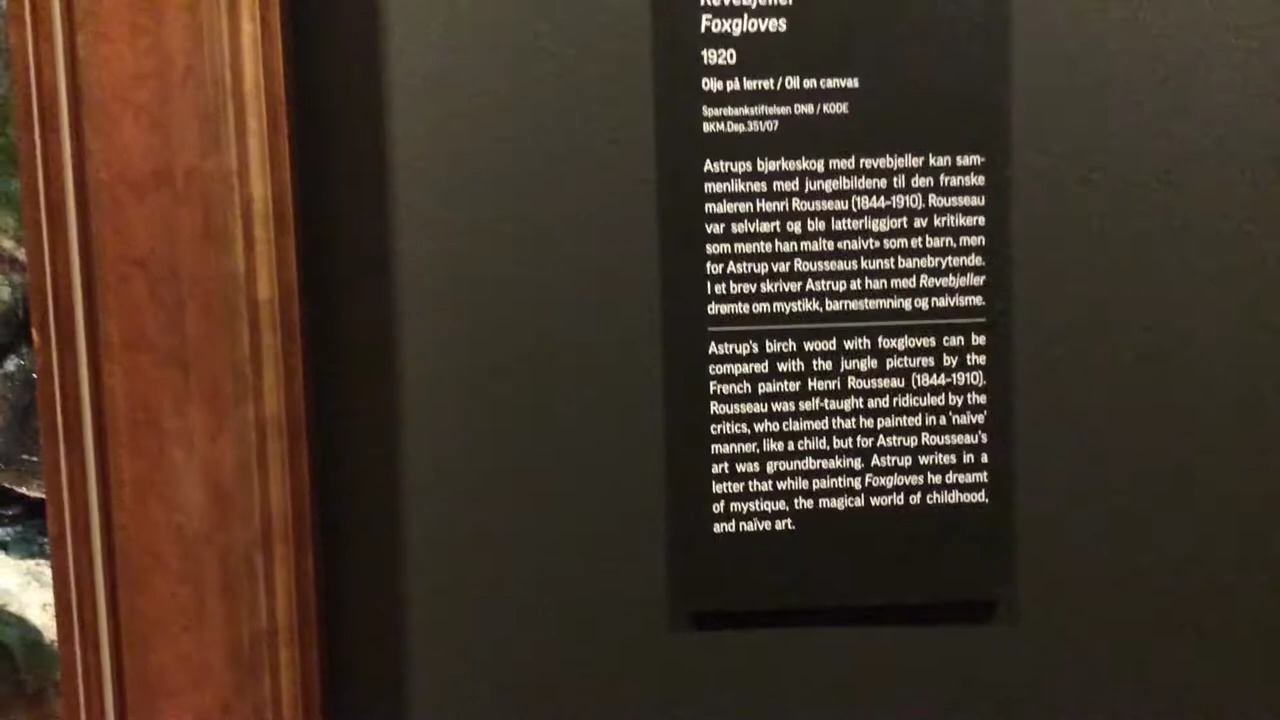 Revebjeller
Foxgloves
1920
Olje på lerret / Oil on canvas
Sparebankstiftelsen DNB / KODE
BKM.Dep.351/07
Astrups bjørkeskog med revebjeller kan sam-
menliknes med jungelbildene til den franske
maleren Henri Rousseau (1844–1910). Rousseau
var selvlært og ble latterliggjort av kritikere
som mente han malte «naivt» som et barn, men
for Astrup var Rousseaus kunst banebrytende.
I et brev skriver Astrup at han med Revebjeller
drømte om mystikk, barnestemning og naivisme.
Astrup's birch wood with foxgloves can be
compared with the jungle pictures by the
French painter Henri Rousseau (1844–1910).
Rousseau was self-taught and ridiculed by the
critics, who claimed that he painted in a 'naïve'
manner, like a child, but for Astrup Rousseau's
art was groundbreaking. Astrup writes in a
letter that while painting Foxgloves he dreamt
of mystique, the magical world of childhood,
and naïve art.